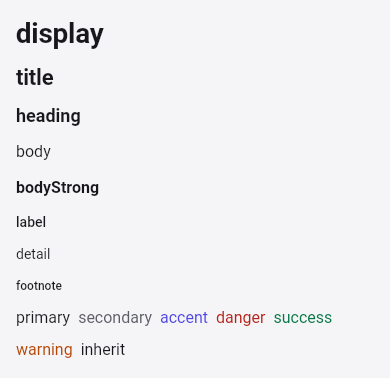 display
title
heading
body
bodyStrong
label
detail
footnote
primary secondary accent danger success
warning inherit